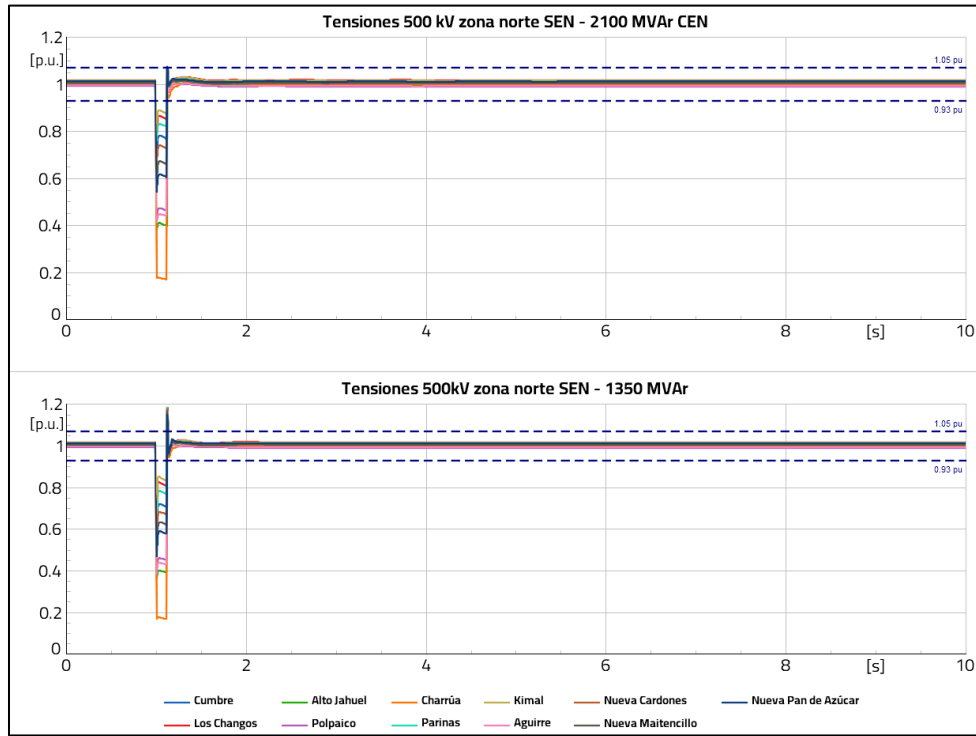 Tensiones 500 kV zona norte SEN - 2100 MVAr CEN
1.2
[p.u.]
1.05 pu
1
0.93 pu
0.8
0.6
0.4
0.2
0
0 2 4 6 8 [s] 10
Tensiones 500kV zona norte SEN - 1350 MVAr
1.2
[p.u.]
1.05 pu
1
0.93 pu
0.8
0.6
0.4
0.2
0
0 2 4 6 8 [s] 10
Cumbre Alto Jahuel Charrúa Kimal Nueva Cardones Nueva Pan de Azúcar
Los Changos Polpaico Parinas Aguirre Nueva Maitencillo